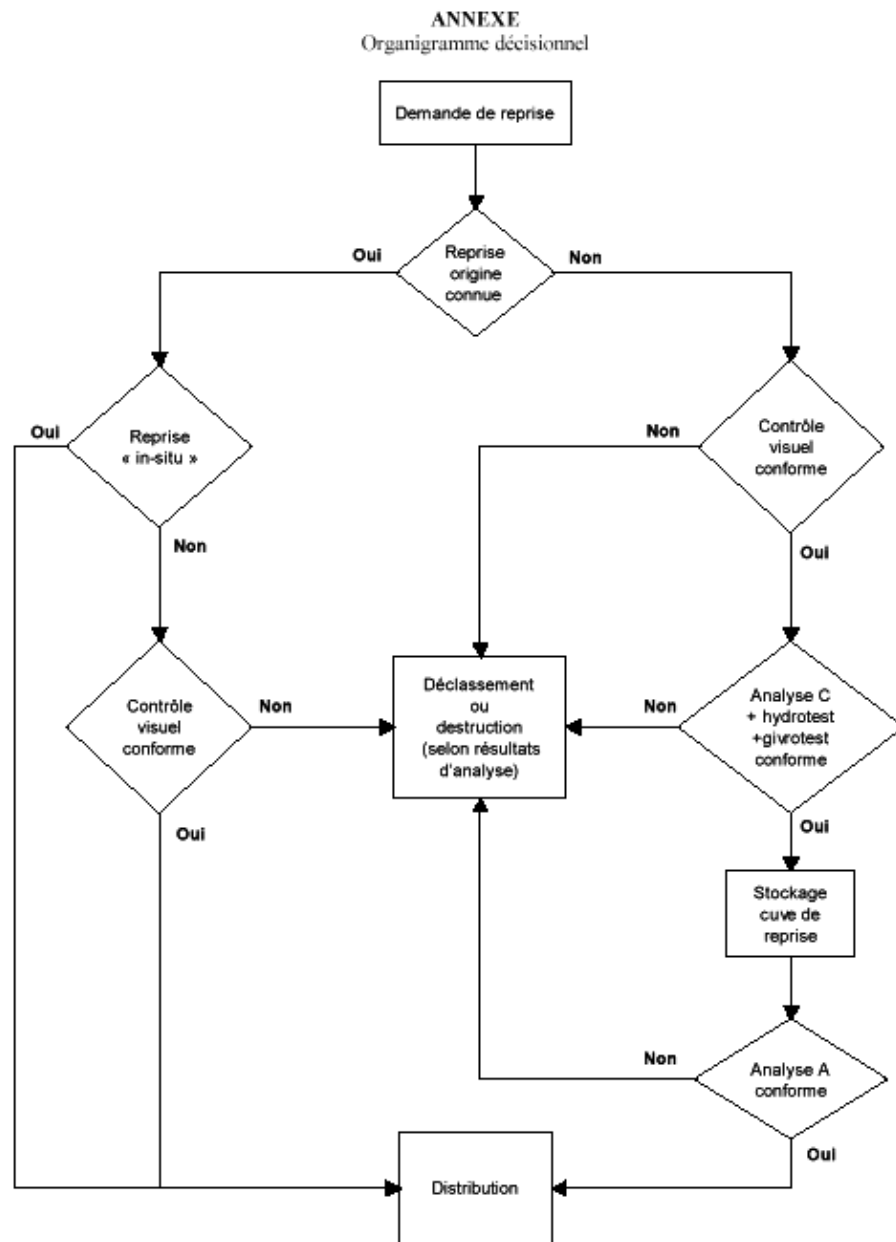 ANNEXE
Organigramme décisionnel
Demande de reprise
Oui
Reprise
origine
connue
Non
Oui
Reprise
« in-situ »
Non
Contrôle
visuel
conforme
Non
Oui
Contrôle
visuel
conforme
Non
Oui
Déclassement
ou
destruction
(selon résultats
d'analyse)
Non
Analyse C
+ hydrotest
+givrotest
conforme
Oui
Stockage
cuve de
reprise
Non
Analyse A
conforme
Oui
Distribution